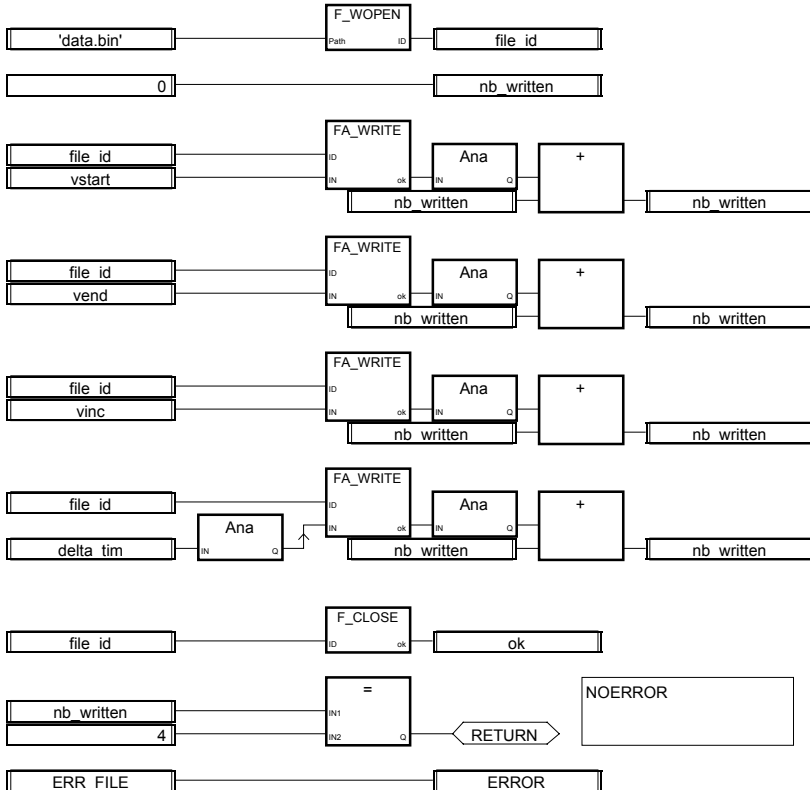 F_WOPEN
'data.bin' Path ID file_id
0 nb_written
FA_WRITE
file_id ID Ana +
vstart IN ok IN Q
nb_written nb_written
FA_WRITE
file_id ID Ana +
vend IN ok IN Q
nb_written nb_written
FA_WRITE
file_id ID Ana +
vinc IN ok IN Q
nb_written nb_written
FA_WRITE
file_id ID Ana +
Ana IN ok IN Q
delta_tim IN Q nb_written nb_written
F_CLOSE
file_id ID ok ok
= NOERROR
nb_written IN1
4 IN2 Q RETURN
ERR_FILE ERROR